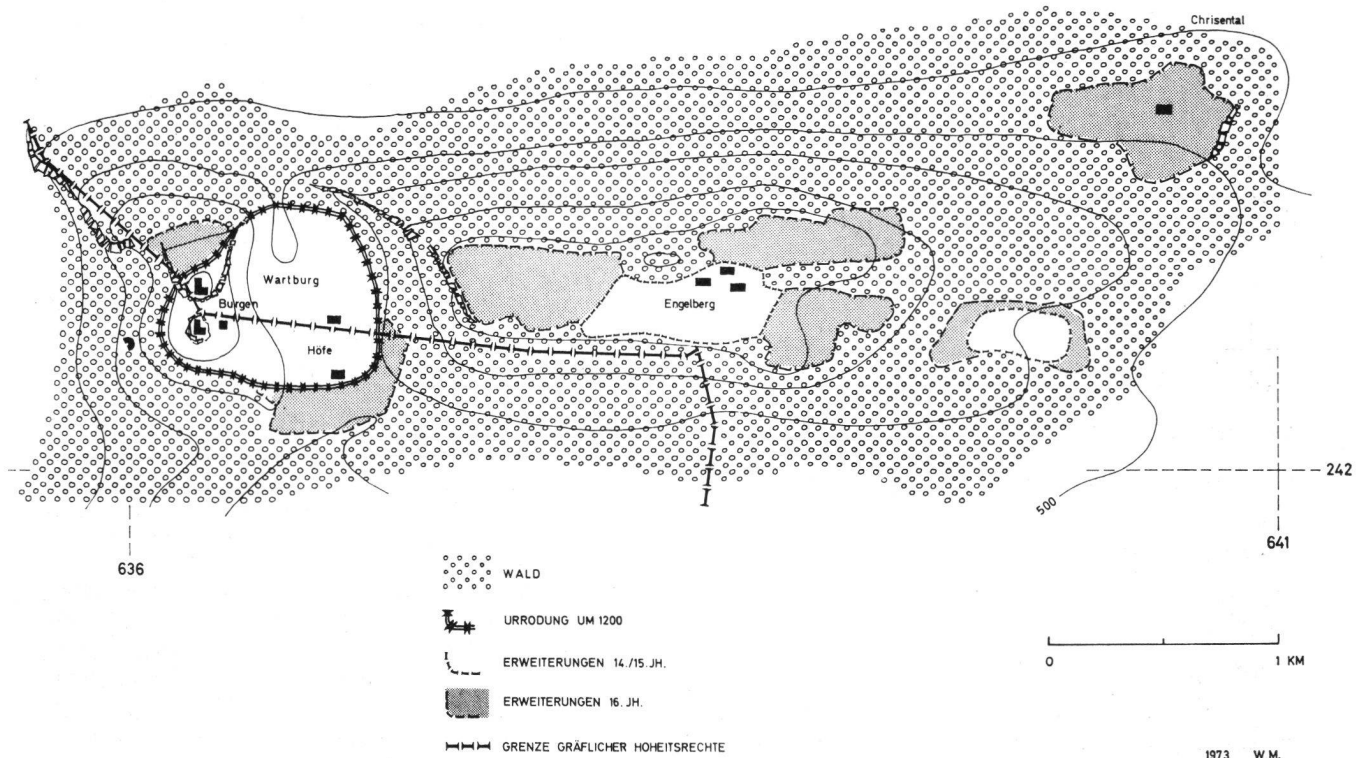 Chrisental
Wartburg
Burgen
Engelberg
Höfe
242
500
641
636
WALD
URRODUNG UM 1200
ERWEITERUNGEN 14./15. JH.
0 1 KM
ERWEITERUNGEN 16. JH.
GRENZE GRÄFLICHER HOHEITSRECHTE
1973 W.M.